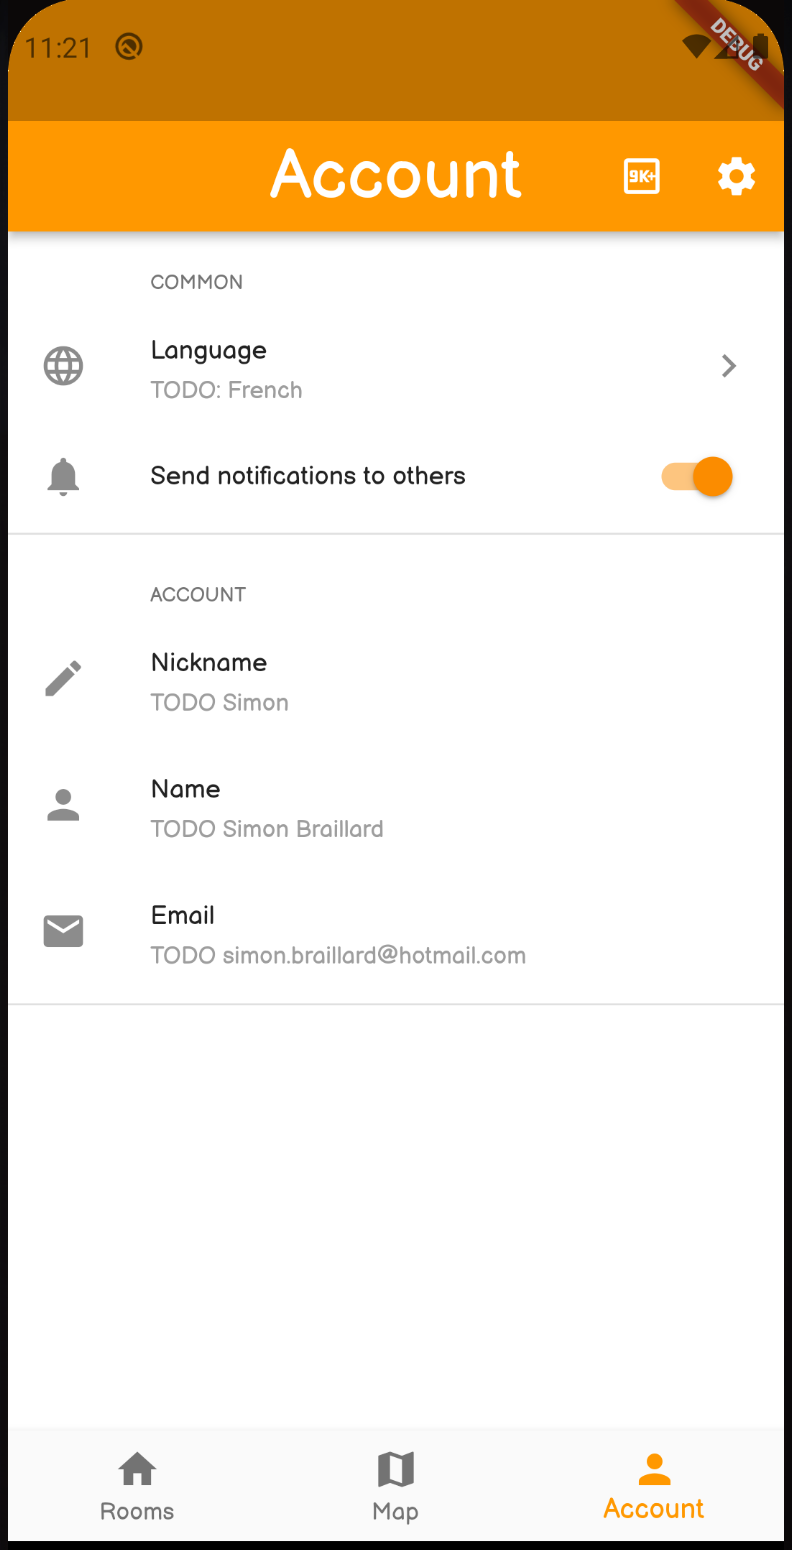 11:21
DEBUG
Account
9K+
COMMON
Language
TODO: French
Send notifications to others
ACCOUNT
Nickname
TODO Simon
Name
TODO Simon Braillard
Email
TODO simon.braillard@hotmail.com
Rooms
Map
Account